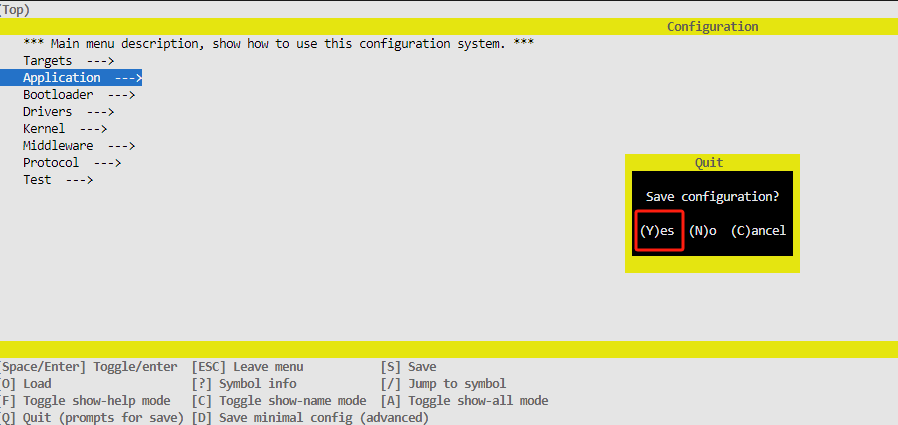 (Top)
Configuration
*** Main menu description, show how to use this configuration system. ***
Targets --->
Application --->
Bootloader --->
Drivers --->
Kernel --->
Middleware --->
Protocol --->
Test --->
Quit
Save configuration?
(Y)es (N)o (C)ancel
[Space/Enter] Toggle/enter [ESC] Leave menu [S] Save
[O] Load [?] Symbol info [/] Jump to symbol
[F] Toggle show-help mode [C] Toggle show-name mode [A] Toggle show-all mode
[Q] Quit (prompts for save) [D] Save minimal config (advanced)